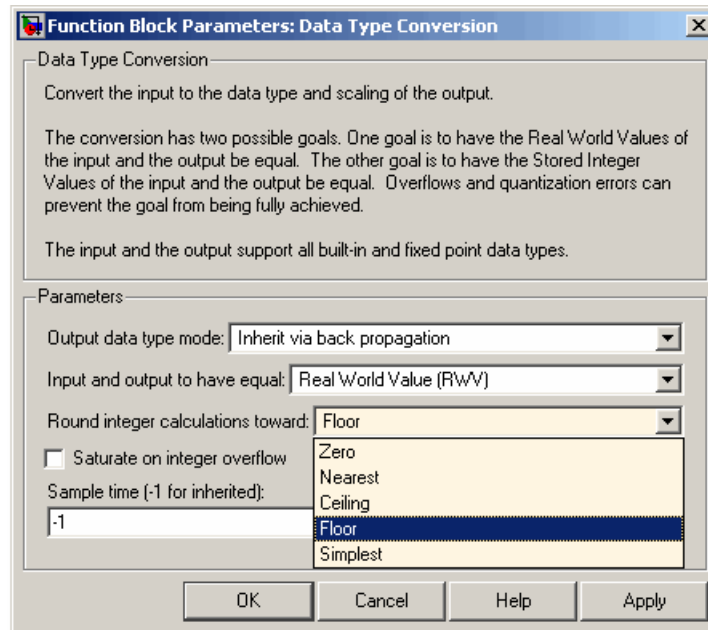 Function Block Parameters: Data Type Conversion
Data Type Conversion
Convert the input to the data type and scaling of the output.
The conversion has two possible goals. One goal is to have the Real World Values of
the input and the output be equal.  The other goal is to have the Stored Integer
Values of the input and the output be equal.  Overflows and quantization errors can
prevent the goal from being fully achieved.
The input and the output support all built-in and fixed point data types.
Parameters
Output data type mode: Inherit via back propagation
Input and output to have equal: Real World Value (RWV)
Round integer calculations toward: Floor
Zero
Nearest
Ceiling
Floor
Simplest
Saturate on integer overflow
Sample time (-1 for inherited):
-1
OK Cancel Help Apply